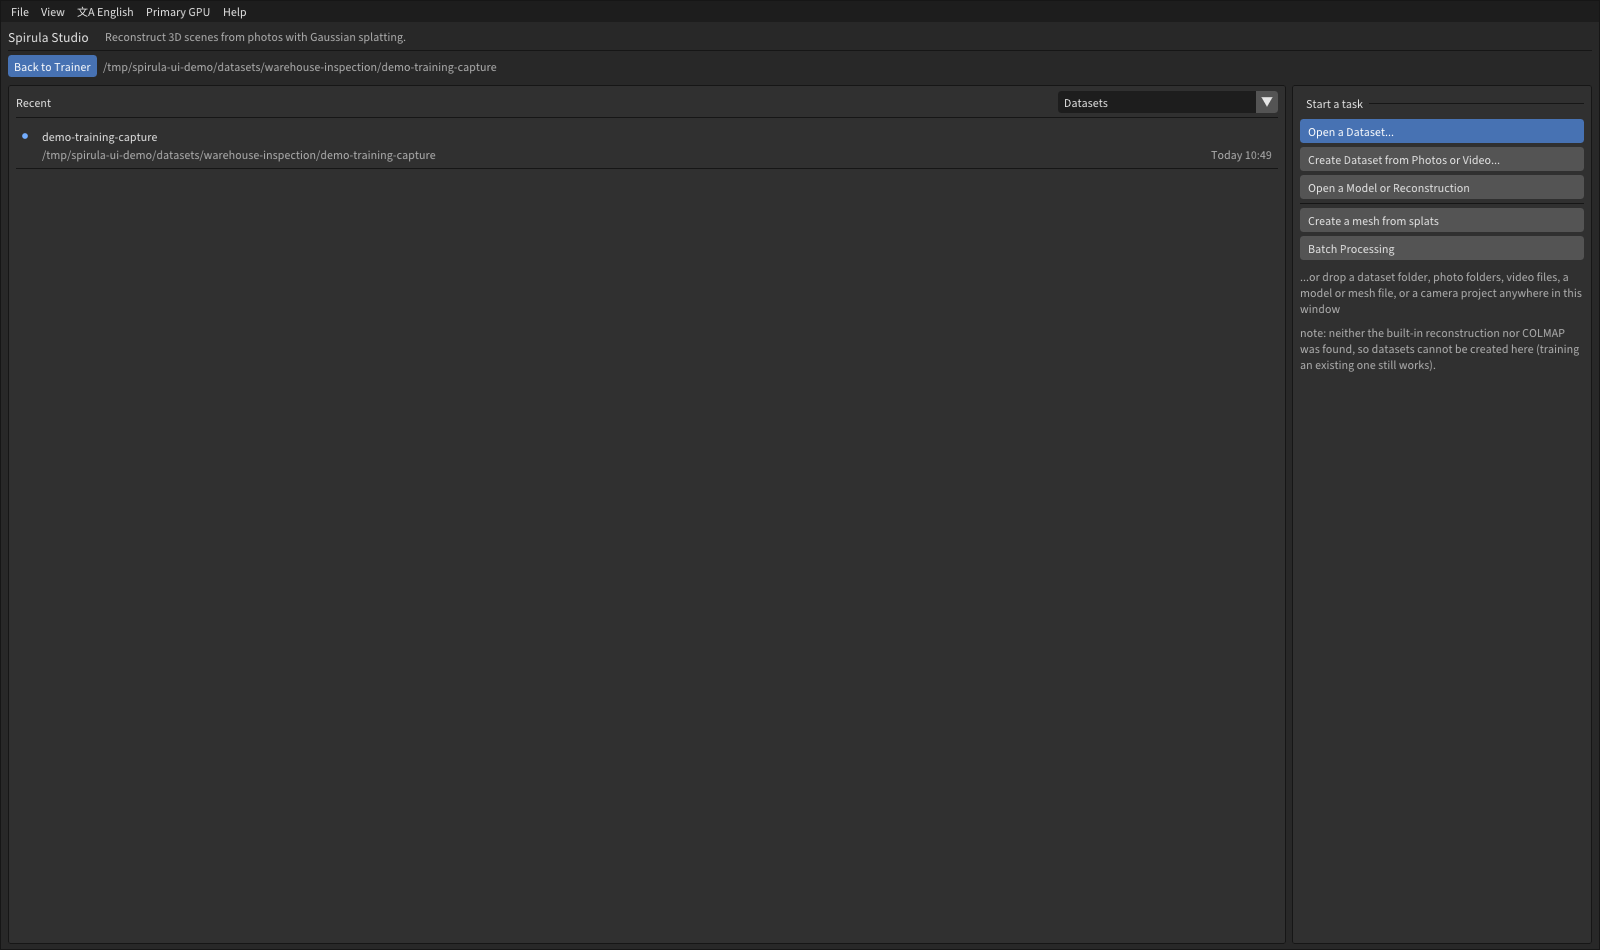 File View 文A English Primary GPU Help
Spirula Studio Reconstruct 3D scenes from photos with Gaussian splatting.
Back to Trainer /tmp/spirula-ui-demo/datasets/warehouse-inspection/demo-training-capture
Recent Datasets
demo-training-capture
/tmp/spirula-ui-demo/datasets/warehouse-inspection/demo-training-capture Today 10:49
Start a task
Open a Dataset...
Create Dataset from Photos or Video...
Open a Model or Reconstruction
Create a mesh from splats
Batch Processing
...or drop a dataset folder, photo folders, video files, a
model or mesh file, or a camera project anywhere in this
window
note: neither the built-in reconstruction nor COLMAP
was found, so datasets cannot be created here (training
an existing one still works).